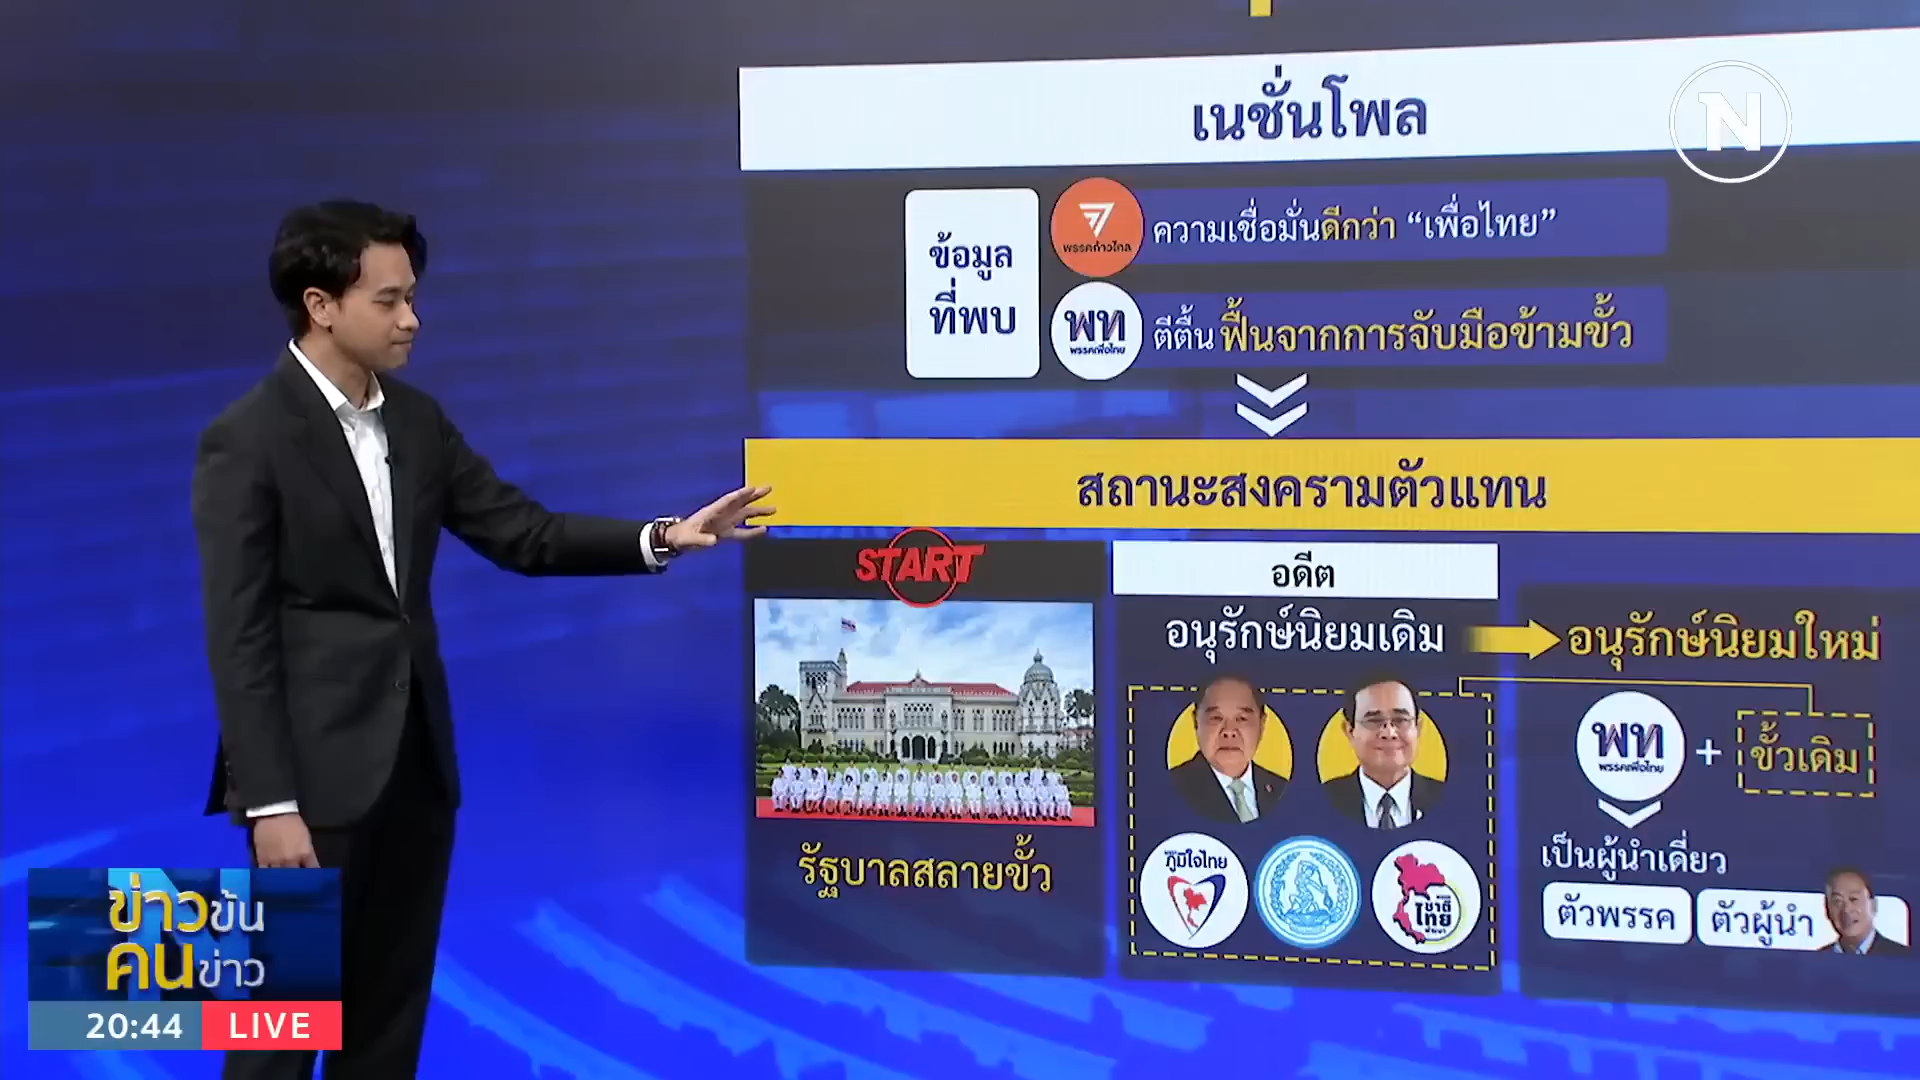 เนชั่นโพล
N
ข้อมูล
ที่พบ
พรรคก้าวไกล
ความเชื่อมั่นดีกว่า “เพื่อไทย”
พท
พรรคเพื่อไทย
ตีตื้น ฟื้นจากการจับมือข้ามขั้ว
สถานะสงครามตัวแทน
START
รัฐบาลสลายขั้ว
อดีต
อนุรักษ์นิยมเดิม
ภูมิใจไทย
ชาติ
ไทย
พัฒนา
อนุรักษ์นิยมใหม่
พท
พรรคเพื่อไทย
+
ขั้วเดิม
เป็นผู้นำเดี่ยว
ตัวพรรค
ตัวผู้นำ
ข่าวข้น
คนข่าว
20:44 LIVE